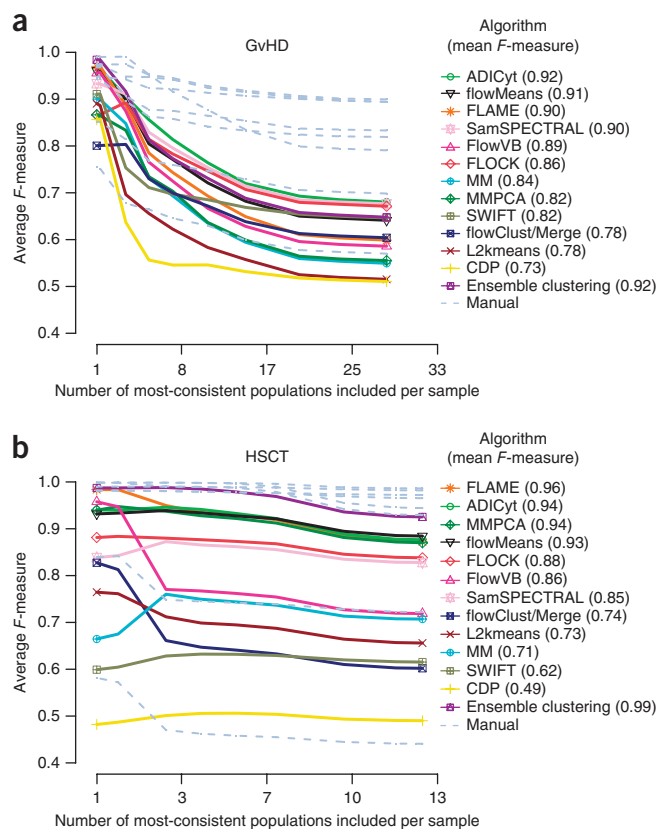 a
GvHD
Algorithm
(mean F-measure)
1.0
0.9
0.8
0.7
0.6
0.5
0.4
Average F-measure
1 8 17 25 33
Number of most-consistent populations included per sample
ADICyt (0.92)
flowMeans (0.91)
FLAME (0.90)
SamSPECTRAL (0.90)
FlowVB (0.89)
FLOCK (0.86)
MM (0.84)
MMPCA (0.82)
SWIFT (0.82)
flowClust/Merge (0.78)
L2kmeans (0.78)
CDP (0.73)
Ensemble clustering (0.92)
Manual
b
HSCT
Algorithm
(mean F-measure)
1.0
0.9
0.8
0.7
0.6
0.5
0.4
Average F-measure
1 3 7 10 13
Number of most-consistent populations included per sample
FLAME (0.96)
ADICyt (0.94)
MMPCA (0.94)
flowMeans (0.93)
FLOCK (0.88)
FlowVB (0.86)
SamSPECTRAL (0.85)
flowClust/Merge (0.74)
L2kmeans (0.73)
MM (0.71)
SWIFT (0.62)
CDP (0.49)
Ensemble clustering (0.99)
Manual